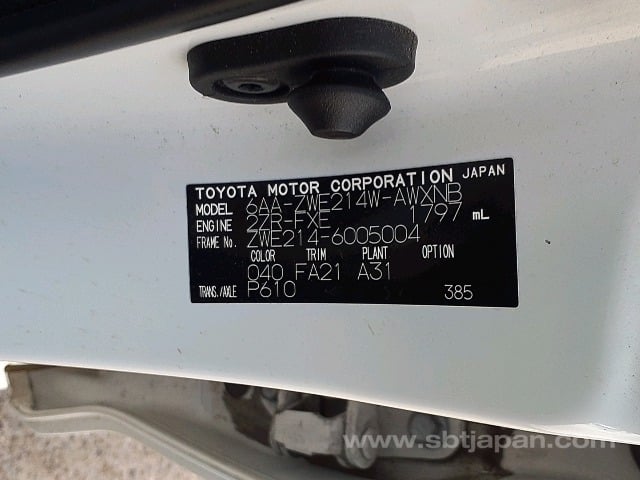 TOYOTA MOTOR CORPORATION JAPAN
MODEL 6AA-ZWE214W-AWXNB
ENGINE 2ZR-FXE 1797 mL
FRAME No. ZWE214-6005004
COLOR TRIM PLANT OPTION
040 FA21 A31
TRANS./AXLE P610 385
www.sbtjapan.com